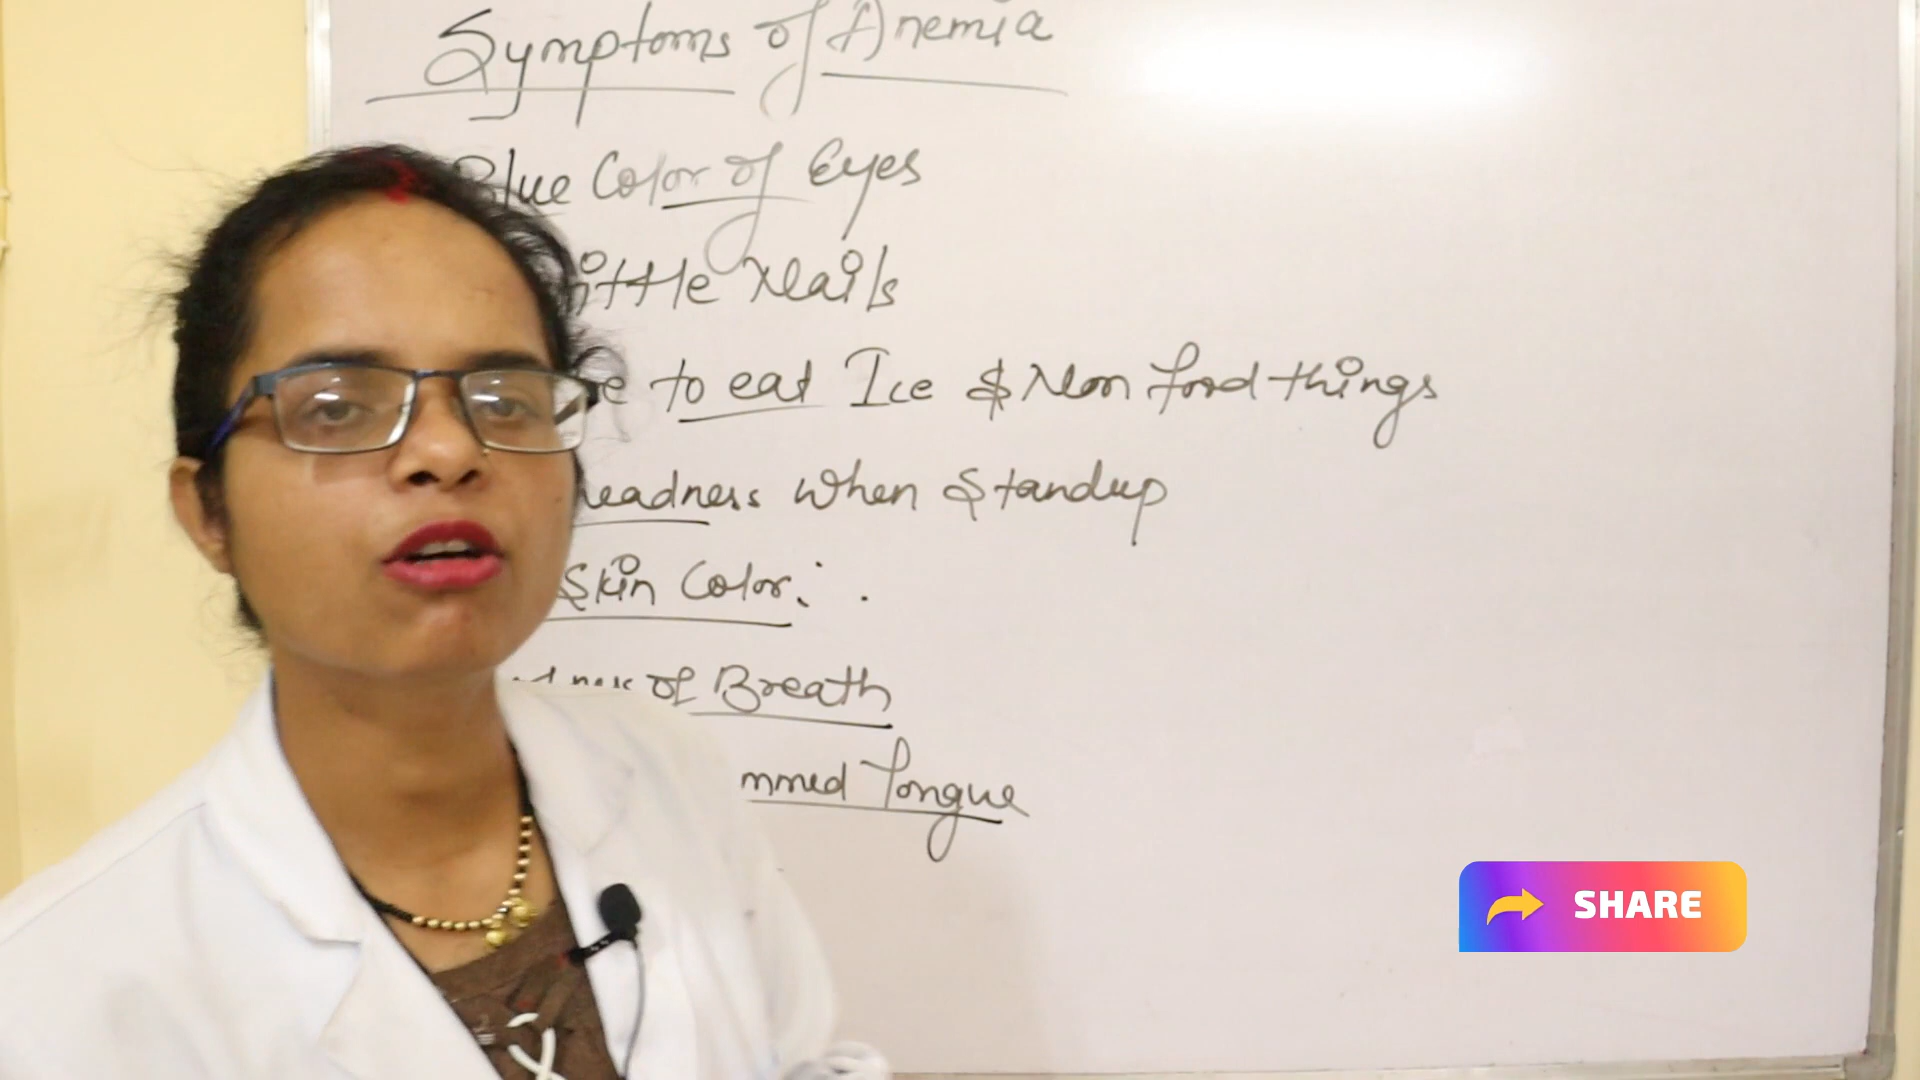 Symptoms of Anemia
Blue Color of Eyes
ittle Nails
e to eat Ice & Non food things
headness when Standup
Skin Color:
of Breath
mmed Tongue
SHARE